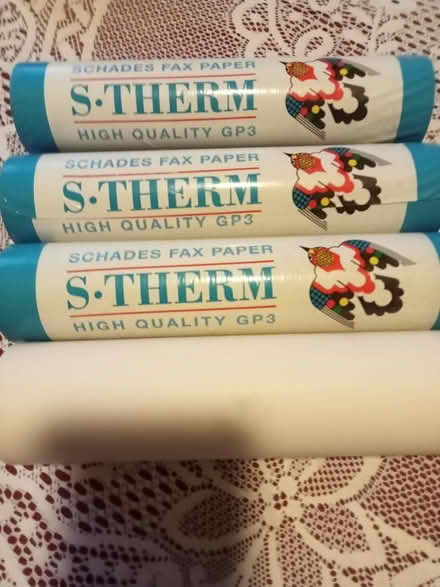 SCHADES FAX PAPER
S·THERM
HIGH QUALITY GP3
SCHADES FAX PAPER
S·THERM
HIGH QUALITY GP3
SCHADES FAX PAPER
S·THERM
HIGH QUALITY GP3